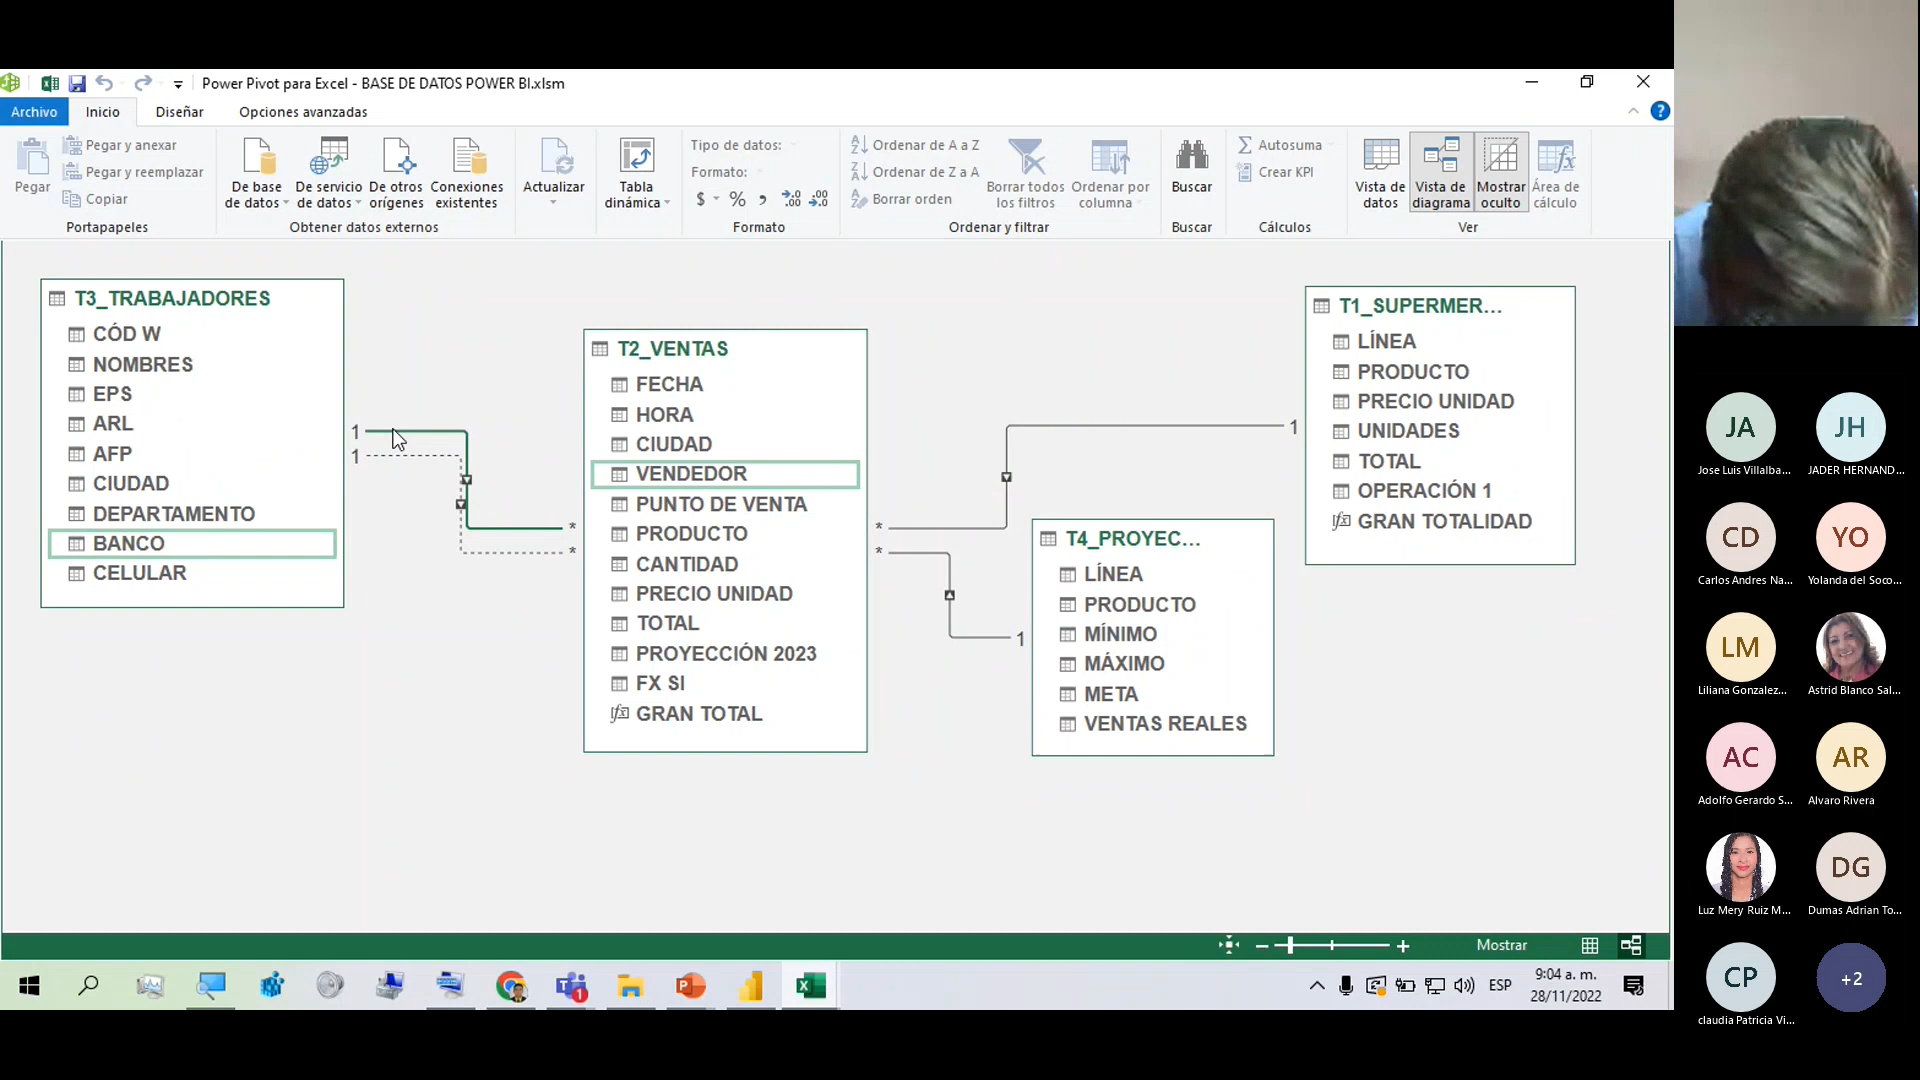 Power Pivot para Excel - BASE DE DATOS POWER BI.xlsm
Archivo
Inicio
Diseñar
Opciones avanzadas
Pegar
Pegar y anexar
Pegar y reemplazar
Copiar
Portapapeles
De base de datos
De servicio de datos
De otros orígenes
Conexiones existentes
Obtener datos externos
Actualizar
Tabla dinámica
Tipo de datos:
Formato:
$ % , .00 .00
Formato
Ordenar de A a Z
Ordenar de Z a A
Borrar orden
Borrar todos los filtros
Ordenar por columna
Ordenar y filtrar
Buscar
Buscar
Autosuma
Crear KPI
Cálculos
Vista de datos
Vista de diagrama
Mostrar oculto
Área de cálculo
Ver
T3_TRABAJADORES
CÓD W
NOMBRES
EPS
ARL
AFP
CIUDAD
DEPARTAMENTO
BANCO
CELULAR
1
1
*
*
T2_VENTAS
FECHA
HORA
CIUDAD
VENDEDOR
PUNTO DE VENTA
PRODUCTO
CANTIDAD
PRECIO UNIDAD
TOTAL
PROYECCIÓN 2023
FX SI
GRAN TOTAL
*
*
1
1
T4_PROYEC...
LÍNEA
PRODUCTO
MÍNIMO
MÁXIMO
META
VENTAS REALES
T1_SUPERMER...
LÍNEA
PRODUCTO
PRECIO UNIDAD
UNIDADES
TOTAL
OPERACIÓN 1
GRAN TOTALIDAD
Mostrar
ESP
9:04 a. m.
28/11/2022
JA
Jose Luis Villalba...
JH
JADER HERNAND...
CD
Carlos Andres Na...
YO
Yolanda del Soco...
LM
Liliana Gonzalez...
Astrid Blanco Sal...
AC
Adolfo Gerardo S...
AR
Alvaro Rivera
Luz Mery Ruiz M...
DG
Dumas Adrian To...
CP
claudia Patricia Vi...
+2